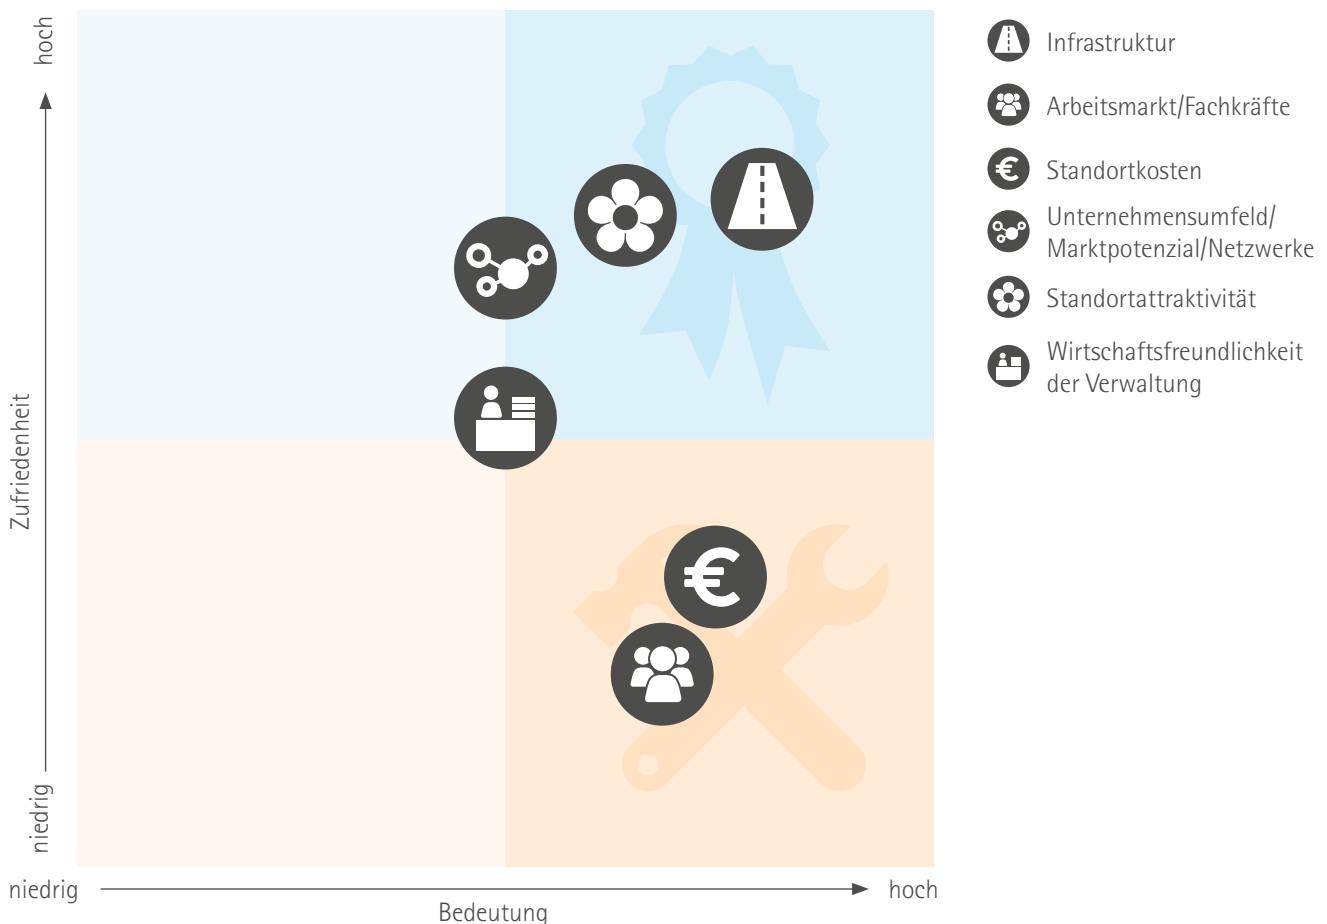 hoch
Zufriedenheit
niedrig
niedrig
hoch
Bedeutung
Infrastruktur
Arbeitsmarkt/Fachkräfte
€ Standortkosten
Unternehmensumfeld/
Marktpotenzial/Netzwerke
Standortattraktivität
Wirtschaftsfreundlichkeit
der Verwaltung
€